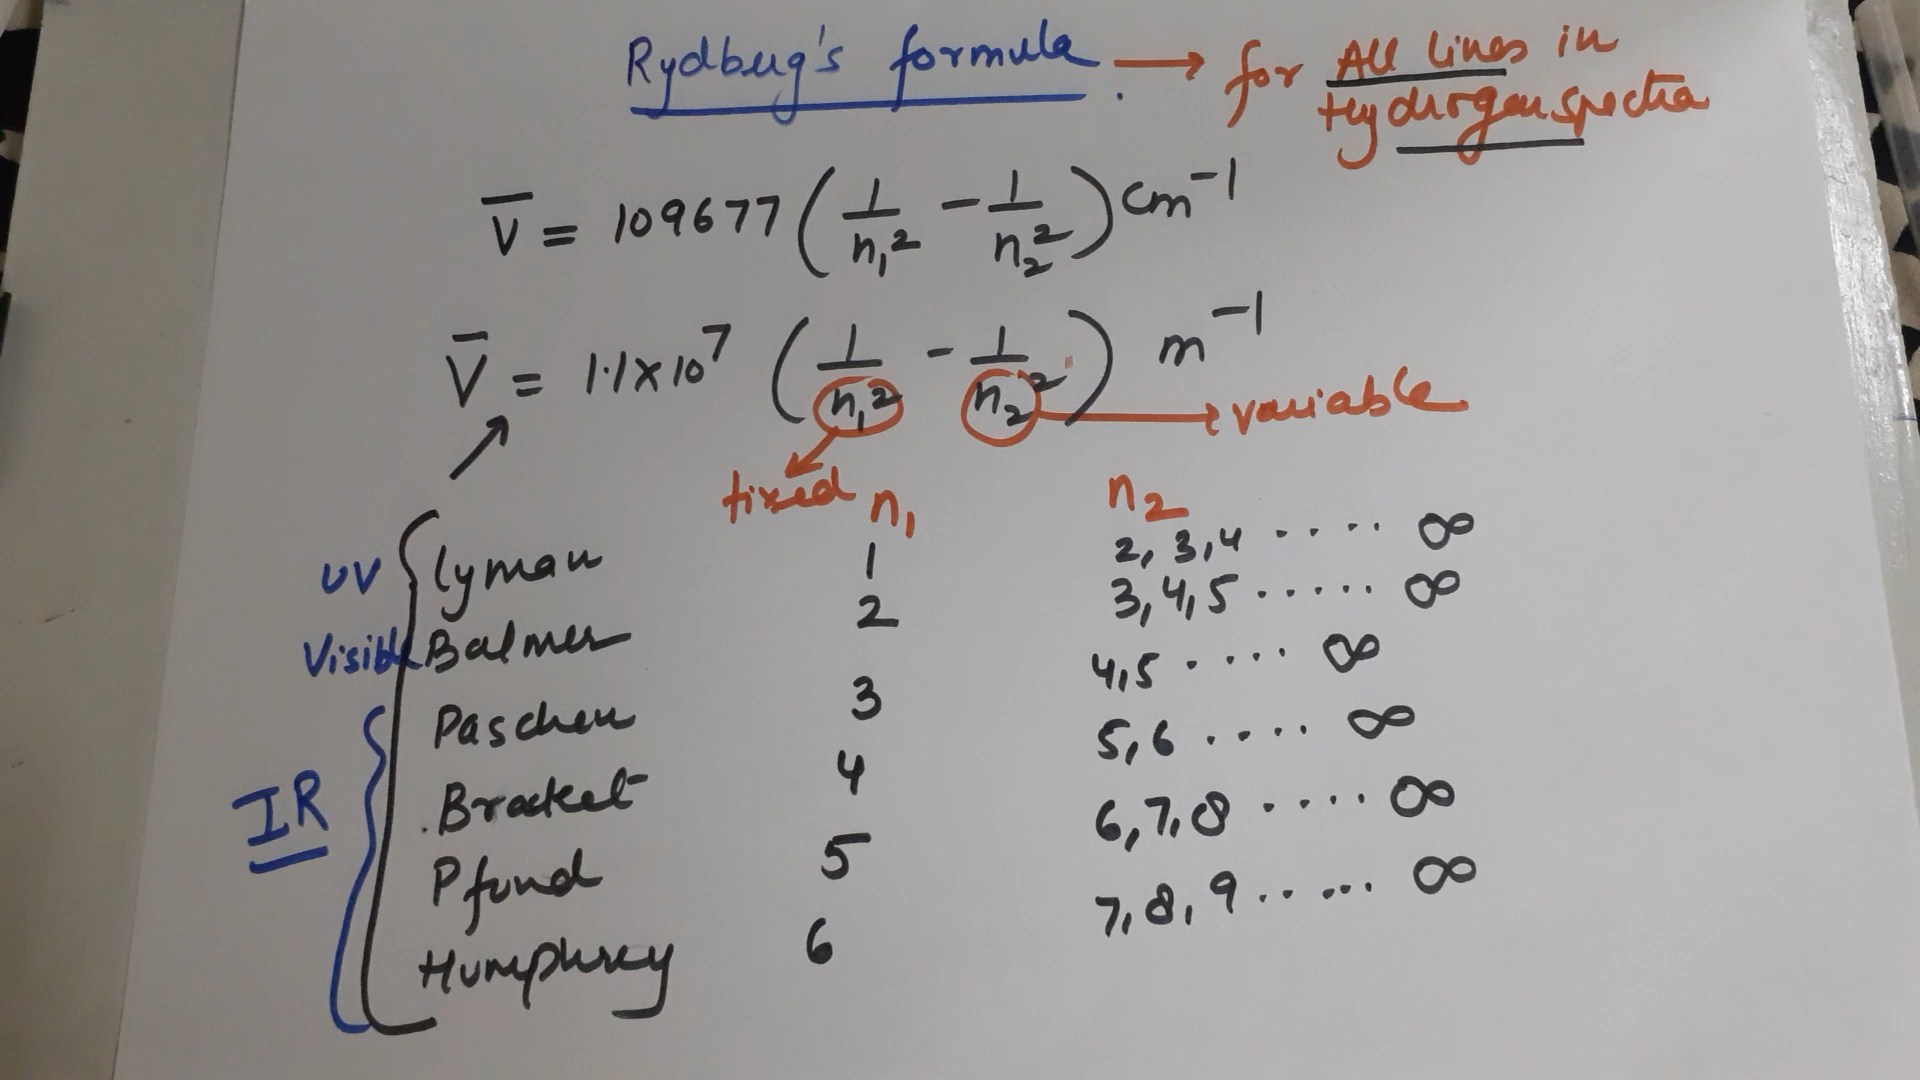 Rydberg's formula → for All lines in
Hydrogen spectra
V̅ = 109677 (1/n₁² − 1/n₂²) cm⁻¹
V̅ = 1.1×10⁷ (1/n₁² − 1/n₂²) m⁻¹
→ variable
fixed n₁ n₂
UV Lyman 1 2, 3, 4 .... ∞
Visible Balmer 2 3, 4, 5 ..... ∞
Paschen 3 4, 5 .... ∞
IR Bracket 4 5, 6 .... ∞
Pfund 5 6, 7, 8 .... ∞
Humphrey 6 7, 8, 9 ..... ∞